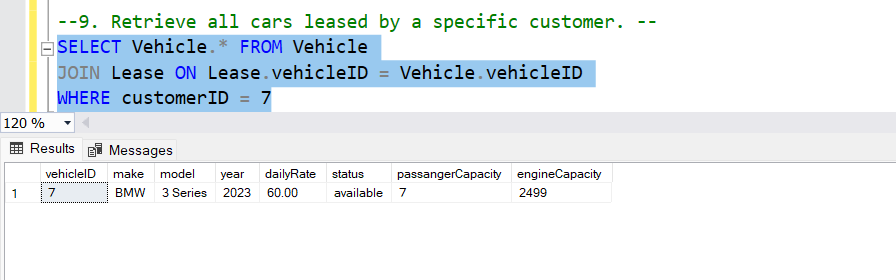 --9. Retrieve all cars leased by a specific customer. --
SELECT Vehicle.* FROM Vehicle
JOIN Lease ON Lease.vehicleID = Vehicle.vehicleID
WHERE customerID = 7
120 %
Results Messages
vehicleID make model year dailyRate status passangerCapacity engineCapacity
1 7 BMW 3 Series 2023 60.00 available 7 2499